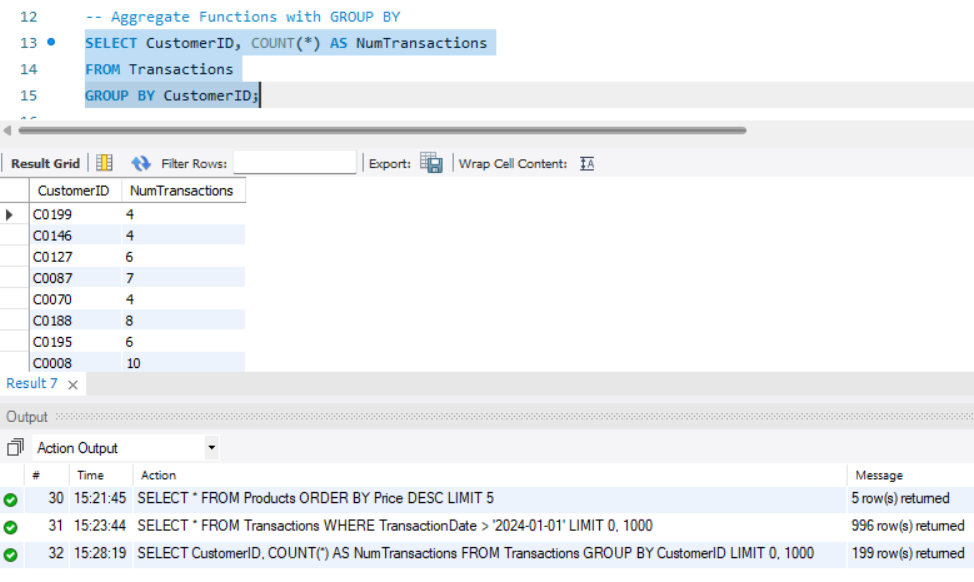 12 -- Aggregate Functions with GROUP BY
13 SELECT CustomerID, COUNT(*) AS NumTransactions
14 FROM Transactions
15 GROUP BY CustomerID;
Result Grid Filter Rows: Export: Wrap Cell Content:
CustomerID NumTransactions
C0199 4
C0146 4
C0127 6
C0087 7
C0070 4
C0188 8
C0195 6
C0008 10
Result 7
Output
Action Output
# Time Action Message
30 15:21:45 SELECT * FROM Products ORDER BY Price DESC LIMIT 5 5 row(s) returned
31 15:23:44 SELECT * FROM Transactions WHERE TransactionDate > '2024-01-01' LIMIT 0, 1000 996 row(s) returned
32 15:28:19 SELECT CustomerID, COUNT(*) AS NumTransactions FROM Transactions GROUP BY CustomerID LIMIT 0, 1000 199 row(s) returned